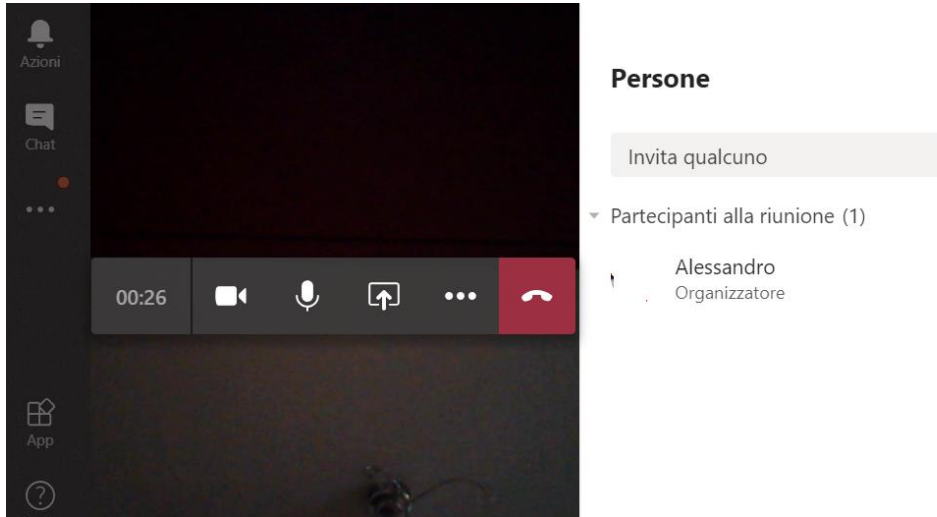 Azioni
Chat
00:26
App
Persone
Invita qualcuno
Partecipanti alla riunione (1)
Alessandro
Organizzatore